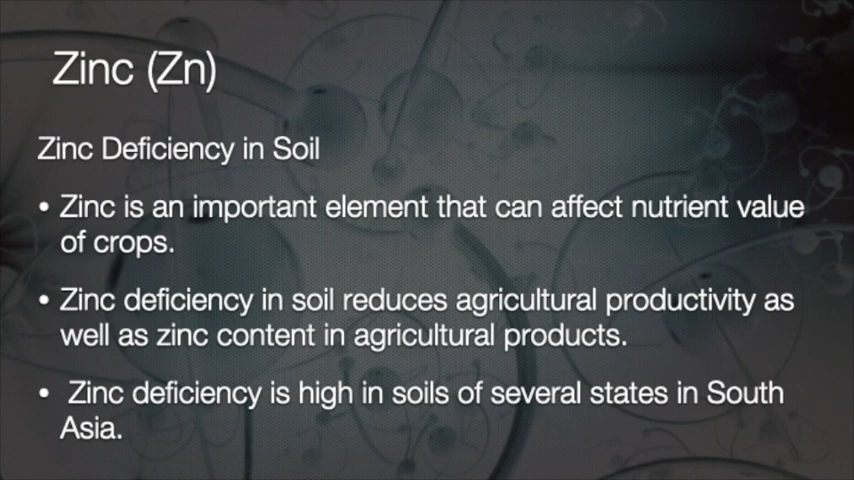 Zinc (Zn)
Zinc Deficiency in Soil
• Zinc is an important element that can affect nutrient value
of crops.
• Zinc deficiency in soil reduces agricultural productivity as
well as zinc content in agricultural products.
• Zinc deficiency is high in soils of several states in South
Asia.